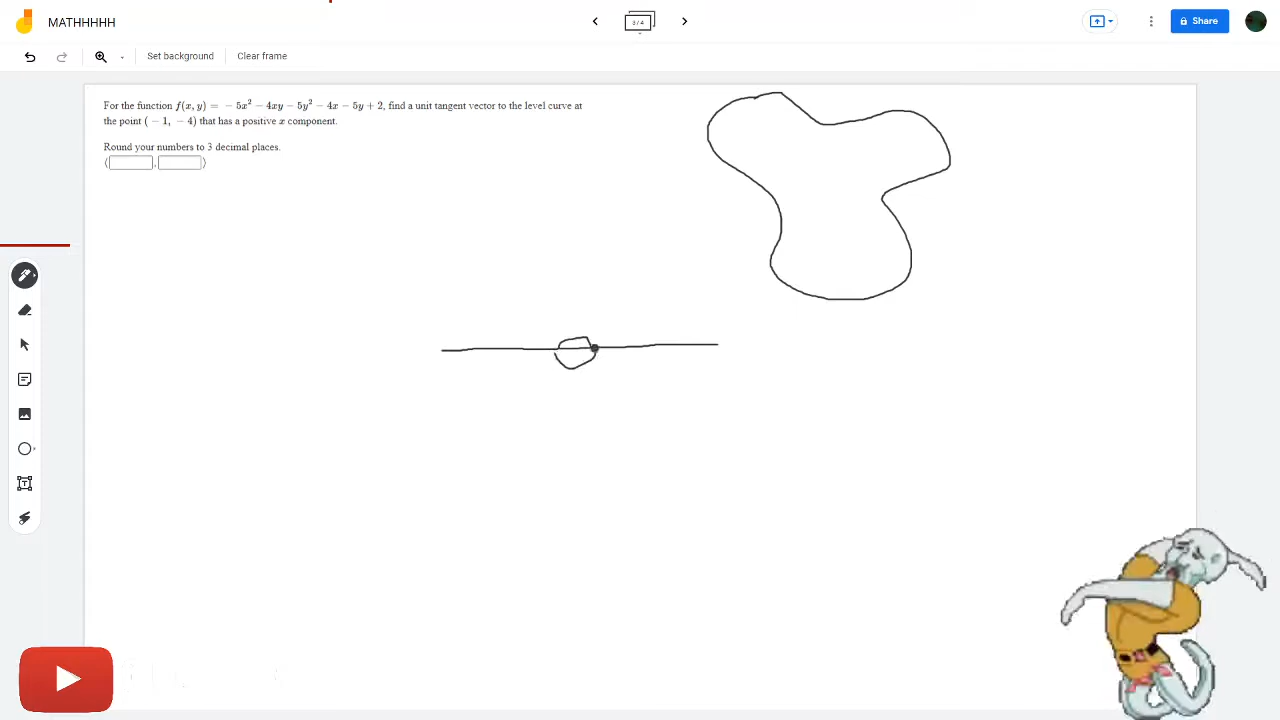 MATHHHHH
3 / 4
Share
Set background
Clear frame
For the function f(x, y) = − 5x² − 4xy − 5y² − 4x − 5y + 2, find a unit tangent vector to the level curve at
the point ( − 1, − 4) that has a positive x component.
Round your numbers to 3 decimal places.
⟨ , ⟩
T